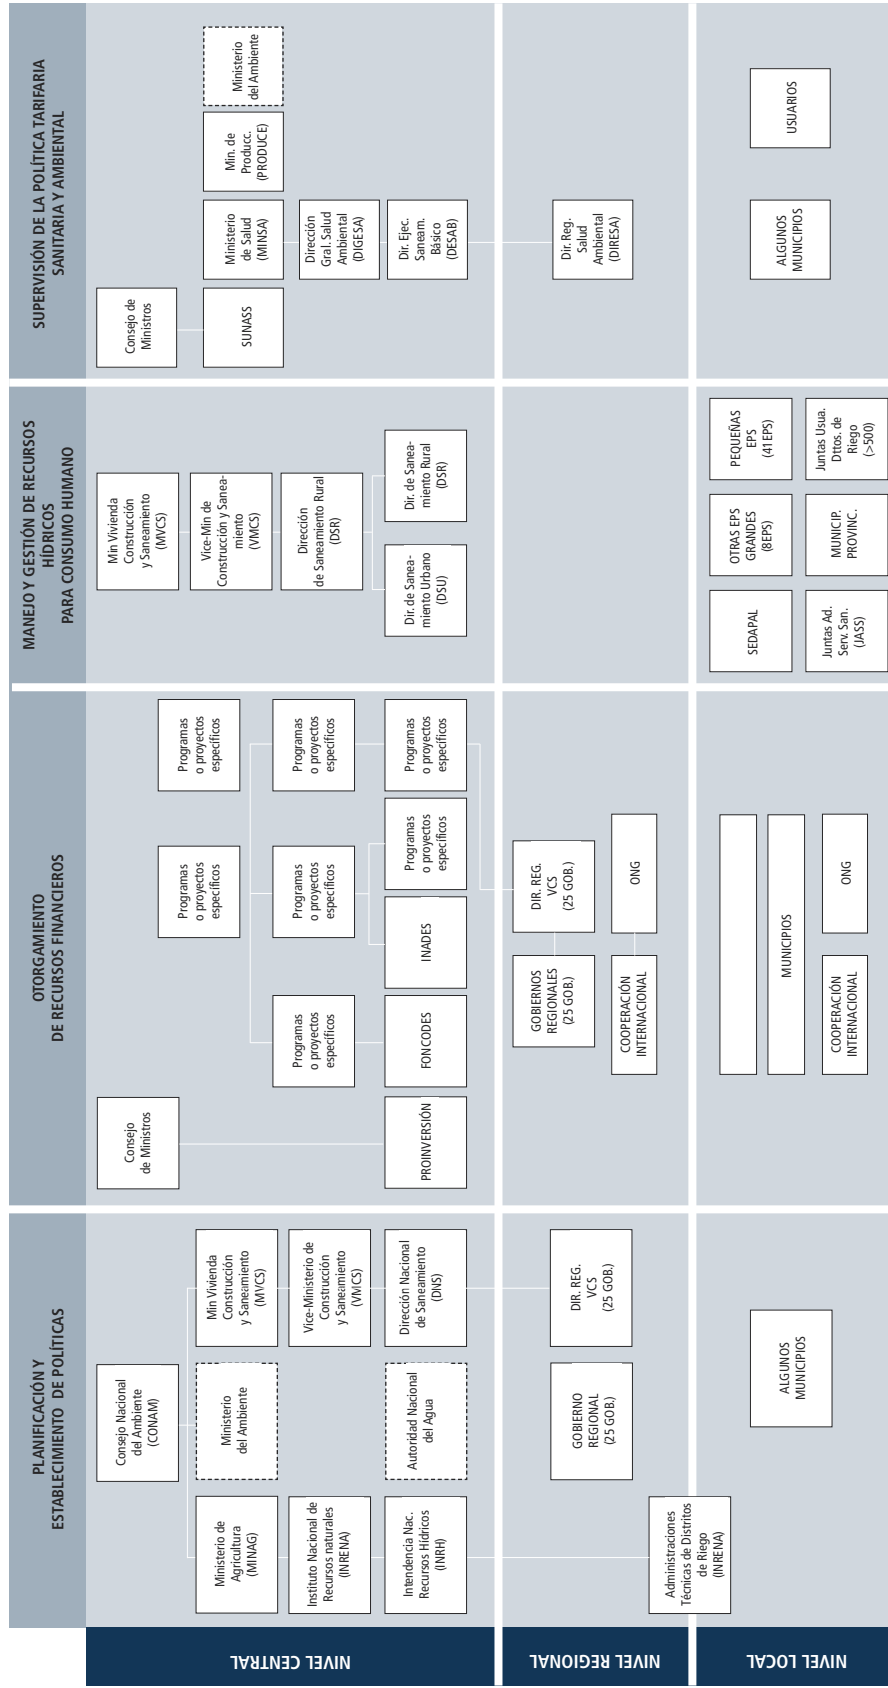 PLANIFICACIÓN Y
ESTABLECIMIENTO DE POLÍTICAS
OTORGAMIENTO
DE RECURSOS FINANCIEROS
MANEJO Y GESTIÓN DE RECURSOS
HÍDRICOS
PARA CONSUMO HUMANO
SUPERVISIÓN DE LA POLÍTICA TARIFARIA
SANITARIA Y AMBIENTAL
NIVEL CENTRAL
Consejo Nacional
del Ambiente
(CONAM)
Ministerio de
Agricultura
(MINAG)
Ministerio
del Ambiente
Min Vivienda
Construcción
y Saneamiento
(MVCS)
Instituto Nacional de
Recursos naturales
(INRENA)
Vice-Ministerio de
Construcción
y Saneamiento
(VMCS)
Intendencia Nac.
Recursos Hídricos
(INRH)
Autoridad Nacional
del Agua
Dirección Nacional
de Saneamiento
(DNS)
Consejo
de Ministros
Programas
o proyectos
específicos
Programas
o proyectos
específicos
Programas
o proyectos
específicos
Programas
o proyectos
específicos
Programas
o proyectos
específicos
PROINVERSIÓN
FONCODES
INADES
Programas
o proyectos
específicos
Programas
o proyectos
específicos
Min Vivienda
Construcción
y Saneamiento
(MVCS)
Vice-Min de
Construcción y Sanea-
miento
(VMCS)
Dirección
de Saneamiento Rural
(DSR)
Dir. de Sanea-
miento Urbano
(DSU)
Dir. de Sanea-
miento Rural
(DSR)
Consejo de
Ministros
SUNASS
Ministerio
de Salud
(MINSA)
Min. de
Producc.
(PRODUCE)
Ministerio
del Ambiente
Dirección
Gral. Salud
Ambiental
(DIGESA)
Dir. Ejec.
Saneam.
Básico
(DESAB)
NIVEL REGIONAL
GOBIERNO
REGIONAL
(25 GOB.)
DIR. REG.
VCS
(25 GOB.)
Administraciones
Técnicas de Distritos
de Riego
(INRENA)
GOBIERNOS
REGIONALES
(25 GOB.)
DIR. REG.
VCS
(25 GOB.)
COOPERACIÓN
INTERNACIONAL
ONG
Dir. Reg.
Salud
Ambiental
(DIRESA)
NIVEL LOCAL
ALGUNOS
MUNICIPIOS
MUNICIPIOS
COOPERACIÓN
INTERNACIONAL
ONG
SEDAPAL
OTRAS EPS
GRANDES
(8EPS)
PEQUEÑAS
EPS
(41EPS)
Juntas Ad.
Serv. San.
(JASS)
MUNICIP.
PROVINC.
Juntas Usua.
Dttos. de
Riego
(>500)
ALGUNOS
MUNICIPIOS
USUARIOS